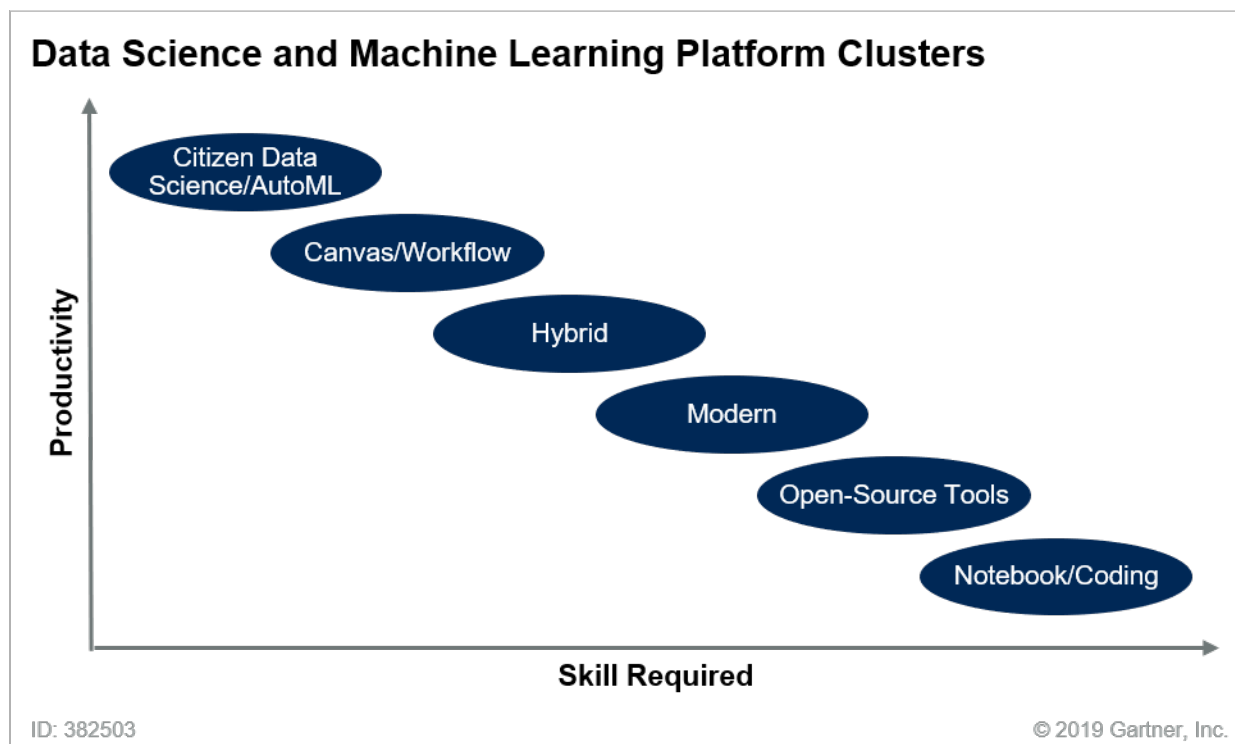 Data Science and Machine Learning Platform Clusters
Citizen Data
Science/AutoML
Canvas/Workflow
Hybrid
Modern
Open-Source Tools
Notebook/Coding
Productivity
Skill Required
ID: 382503
© 2019 Gartner, Inc.